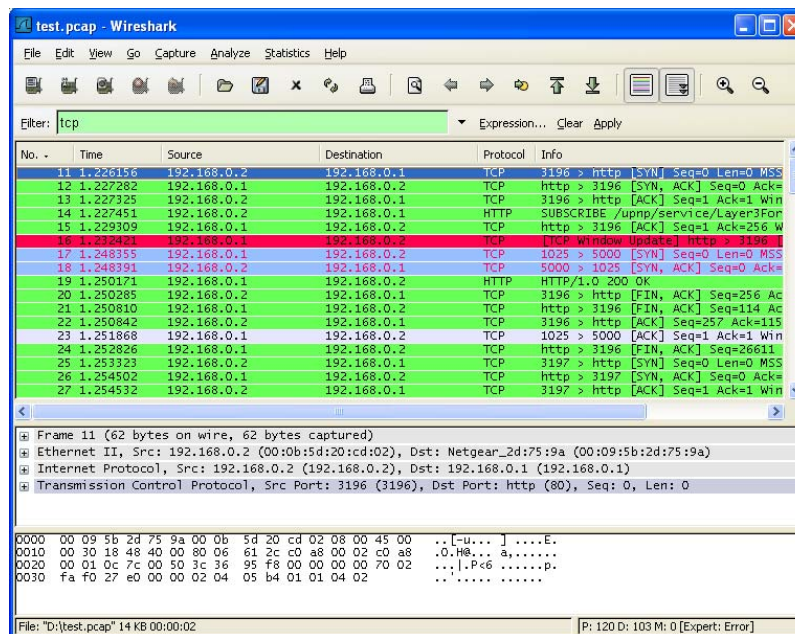 test.pcap - Wireshark
File Edit View Go Capture Analyze Statistics Help
Filter: tcp Expression... Clear Apply
No. . Time Source Destination Protocol Info
11 1.226156 192.168.0.2 192.168.0.1 TCP 3196 > http [SYN] Seq=0 Len=0 MSS
12 1.227282 192.168.0.1 192.168.0.2 TCP http > 3196 [SYN, ACK] Seq=0 Ack=
13 1.227325 192.168.0.2 192.168.0.1 TCP 3196 > http [ACK] Seq=1 Ack=1 Win
14 1.227451 192.168.0.2 192.168.0.1 HTTP SUBSCRIBE /upnp/service/Layer3For
15 1.229309 192.168.0.1 192.168.0.2 TCP http > 3196 [ACK] Seq=1 Ack=256 W
16 1.232421 192.168.0.1 192.168.0.2 TCP [TCP Window Update] http > 3196 [
17 1.248355 192.168.0.1 192.168.0.2 TCP 1025 > 5000 [SYN] Seq=0 Len=0 MSS
18 1.248391 192.168.0.2 192.168.0.1 TCP 5000 > 1025 [SYN, ACK] Seq=0 Ack=
19 1.250171 192.168.0.1 192.168.0.2 HTTP HTTP/1.0 200 OK
20 1.250285 192.168.0.2 192.168.0.1 TCP 3196 > http [FIN, ACK] Seq=256 Ac
21 1.250810 192.168.0.1 192.168.0.2 TCP http > 3196 [FIN, ACK] Seq=114 Ac
22 1.250842 192.168.0.2 192.168.0.1 TCP 3196 > http [ACK] Seq=257 Ack=115
23 1.251868 192.168.0.1 192.168.0.2 TCP 1025 > 5000 [ACK] Seq=1 Ack=1 Win
24 1.252826 192.168.0.1 192.168.0.2 TCP http > 3196 [FIN, ACK] Seq=26611
25 1.253323 192.168.0.2 192.168.0.1 TCP 3197 > http [SYN] Seq=0 Len=0 MSS
26 1.254502 192.168.0.1 192.168.0.2 TCP http > 3197 [SYN, ACK] Seq=0 Ack=
27 1.254532 192.168.0.2 192.168.0.1 TCP 3197 > http [ACK] Seq=1 Ack=1 Win
Frame 11 (62 bytes on wire, 62 bytes captured)
Ethernet II, Src: 192.168.0.2 (00:0b:5d:20:cd:02), Dst: Netgear_2d:75:9a (00:09:5b:2d:75:9a)
Internet Protocol, Src: 192.168.0.2 (192.168.0.2), Dst: 192.168.0.1 (192.168.0.1)
Transmission Control Protocol, Src Port: 3196 (3196), Dst Port: http (80), Seq: 0, Len: 0
0000 00 09 5b 2d 75 9a 00 0b 5d 20 cd 02 08 00 45 00 ..[-u... ] ....E.
0010 00 30 18 48 40 00 80 06 61 2c c0 a8 00 02 c0 a8 .0.H@... a,......
0020 00 01 0c 7c 00 50 3c 36 95 f8 00 00 00 00 70 02 ...|.P<6 ......p.
0030 fa f0 27 e0 00 00 02 04 05 b4 01 01 04 02 ..'..... ......
File: "D:\test.pcap" 14 KB 00:00:02 P: 120 D: 103 M: 0 [Expert: Error]